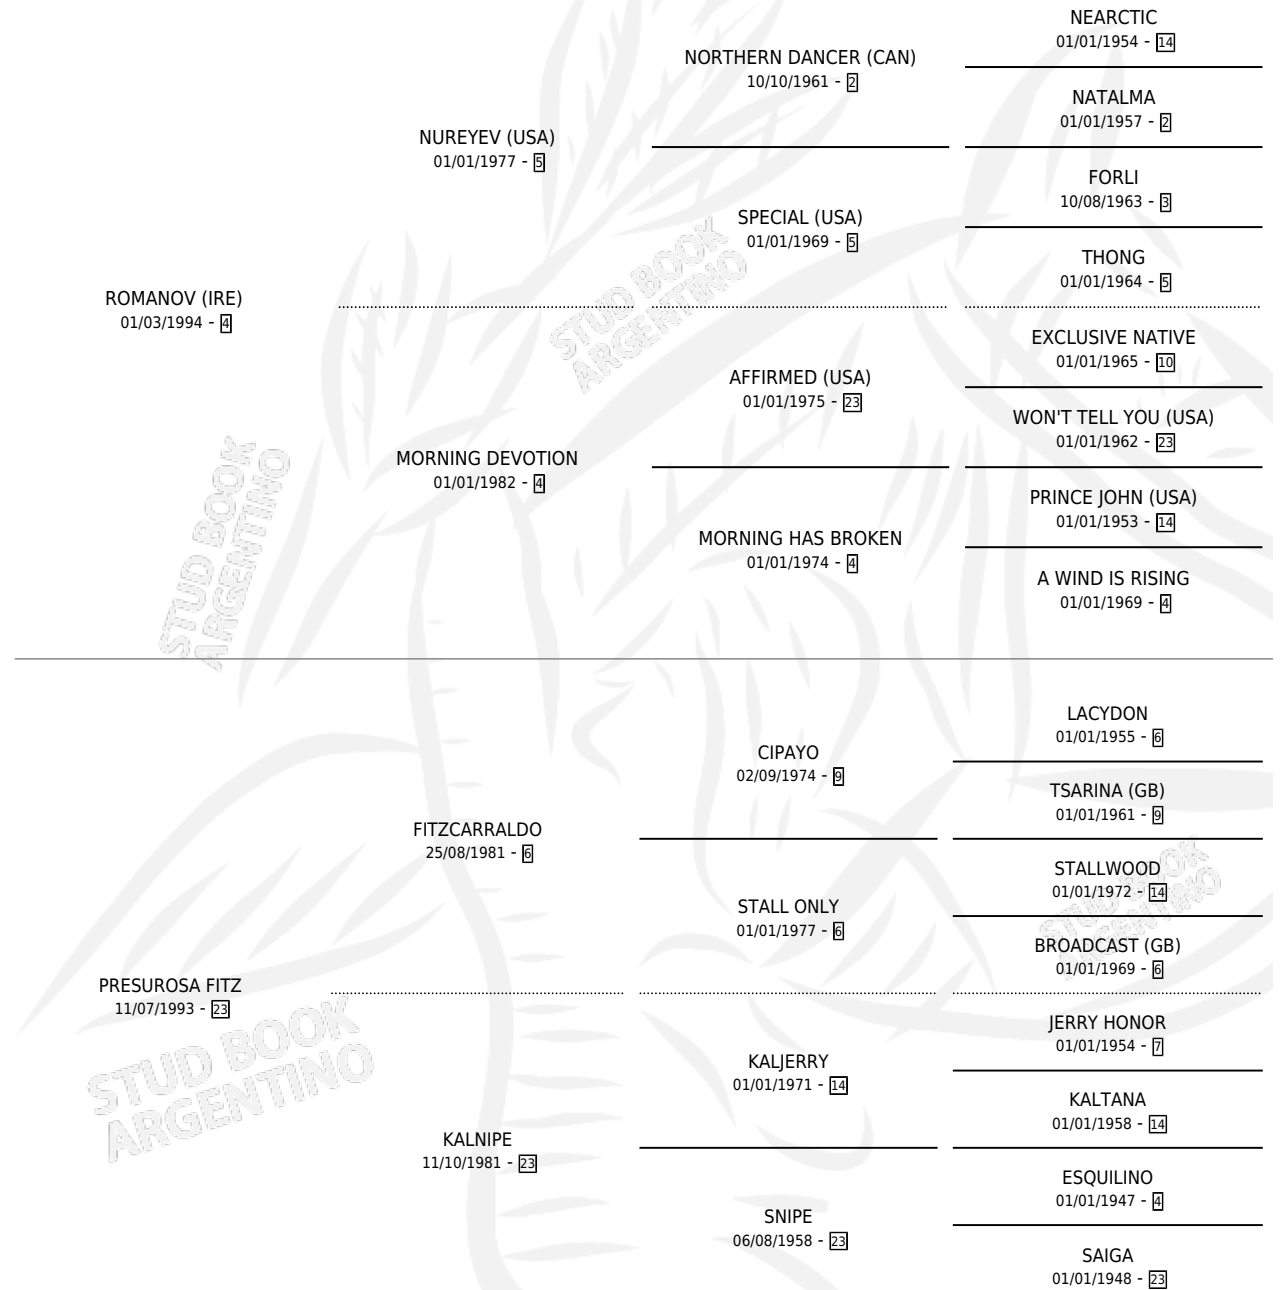 NEARCTIC
01/01/1954 - 14
NORTHERN DANCER (CAN)
10/10/1961 - 2
NATALMA
01/01/1957 - 2
NUREYEV (USA)
01/01/1977 - 5
FORLI
10/08/1963 - 3
SPECIAL (USA)
01/01/1969 - 5
THONG
01/01/1964 - 5
ROMANOV (IRE)
01/03/1994 - 4
EXCLUSIVE NATIVE
01/01/1965 - 10
AFFIRMED (USA)
01/01/1975 - 23
WON'T TELL YOU (USA)
01/01/1962 - 23
MORNING DEVOTION
01/01/1982 - 4
PRINCE JOHN (USA)
01/01/1953 - 14
MORNING HAS BROKEN
01/01/1974 - 4
A WIND IS RISING
01/01/1969 - 4
LACYDON
01/01/1955 - 6
CIPAYO
02/09/1974 - 9
TSARINA (GB)
01/01/1961 - 9
FITZCARRALDO
25/08/1981 - 6
STALLWOOD
01/01/1972 - 14
STALL ONLY
01/01/1977 - 6
BROADCAST (GB)
01/01/1969 - 6
PRESUROSA FITZ
11/07/1993 - 23
JERRY HONOR
01/01/1954 - 7
KALJERRY
01/01/1971 - 14
KALTANA
01/01/1958 - 14
KALNIPE
11/10/1981 - 23
ESQUILINO
01/01/1947 - 4
SNIPE
06/08/1958 - 23
SAIGA
01/01/1948 - 23
STUD BOOK
ARGENTINO
STUD BOOK
ARGENTINO
STUD BOOK
ARGENTINO
STUD BOOK
ARGENTINO